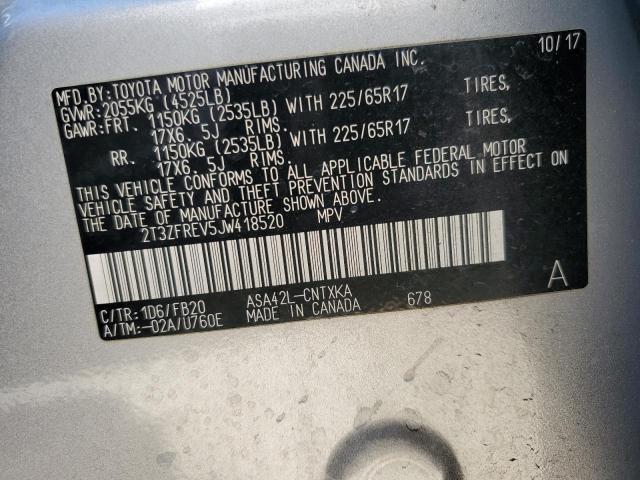 MFD.BY:TOYOTA MOTOR MANUFACTURING CANADA INC. 10/17
GVWR:2055KG (4525LB)
GAWR:FRT. 1150KG (2535LB) WITH 225/65R17 TIRES,
17X6. 5J RIMS.
RR. 1150KG (2535LB) WITH 225/65R17 TIRES,
17X6. 5J RIMS.
THIS VEHICLE CONFORMS TO ALL APPLICABLE FEDERAL MOTOR
VEHICLE SAFETY AND THEFT PREVENTION STANDARDS IN EFFECT ON
THE DATE OF MANUFACTURE SHOWN ABOVE.
2T3ZFREV5JW418520 MPV
C/TR:1D6/FB20 ASA42L-CNTXKA A
A/TM:-02A/U760E MADE IN CANADA 678